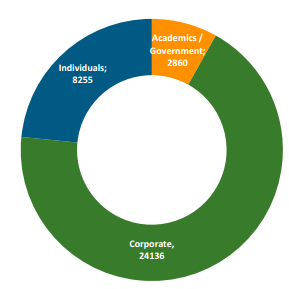 Academics /
Government;
2860
Individuals;
8255
Corporate,
24136